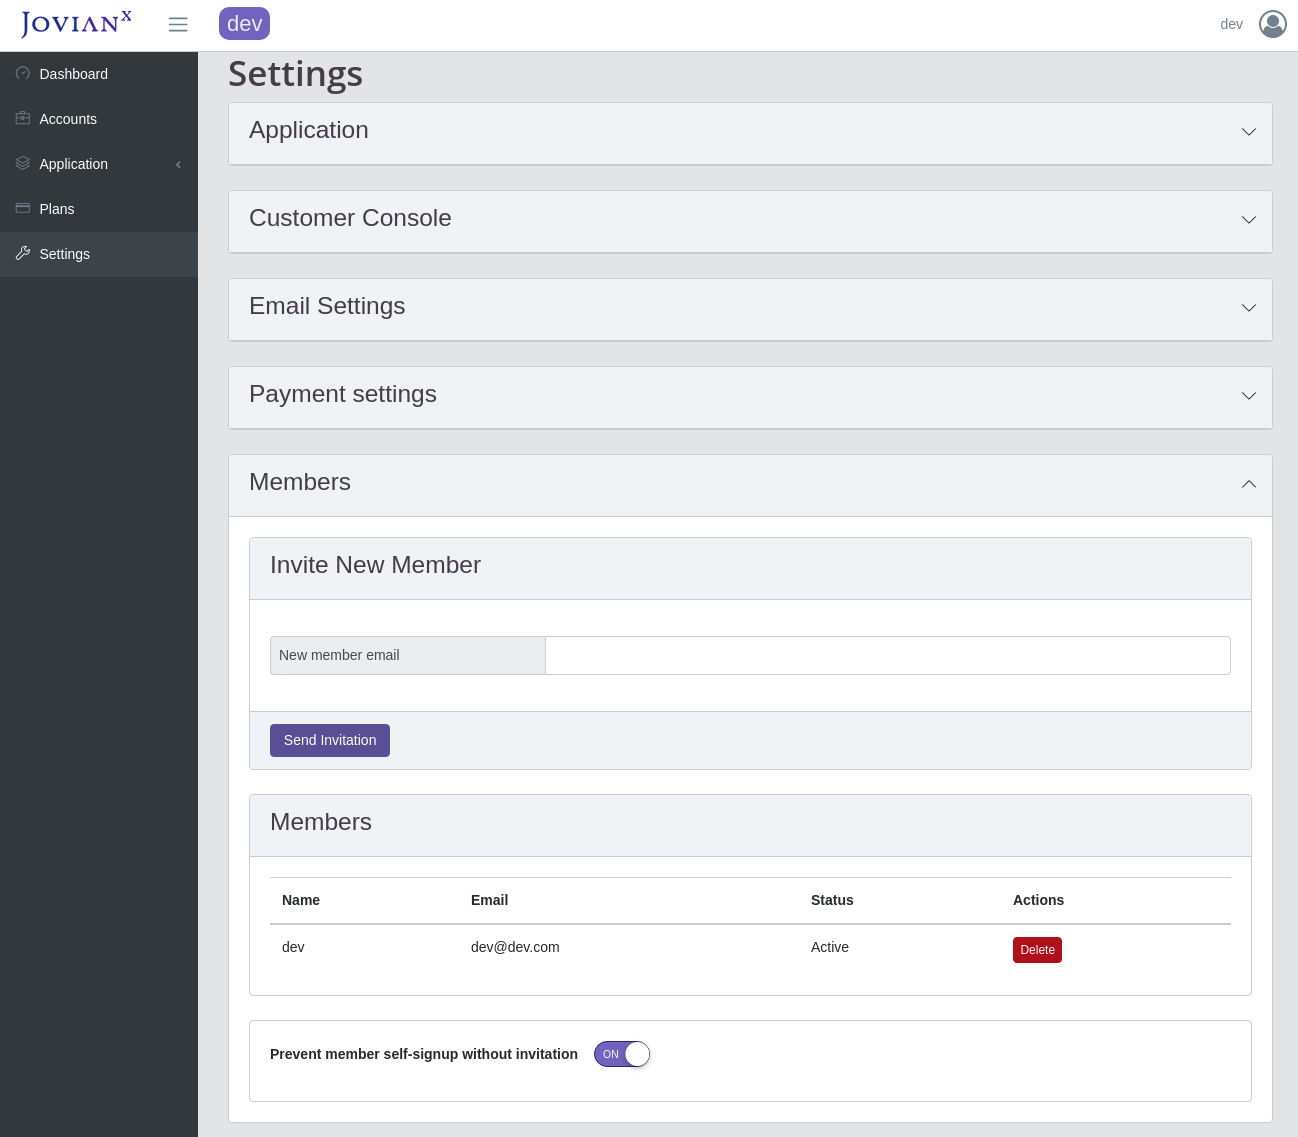 JOVIANX
dev
dev
Dashboard
Accounts
Application
Plans
Settings
Settings
Application
Customer Console
Email Settings
Payment settings
Members
Invite New Member
New member email
Send Invitation
Members
Name Email Status Actions
dev dev@dev.com Active Delete
Prevent member self-signup without invitation ON